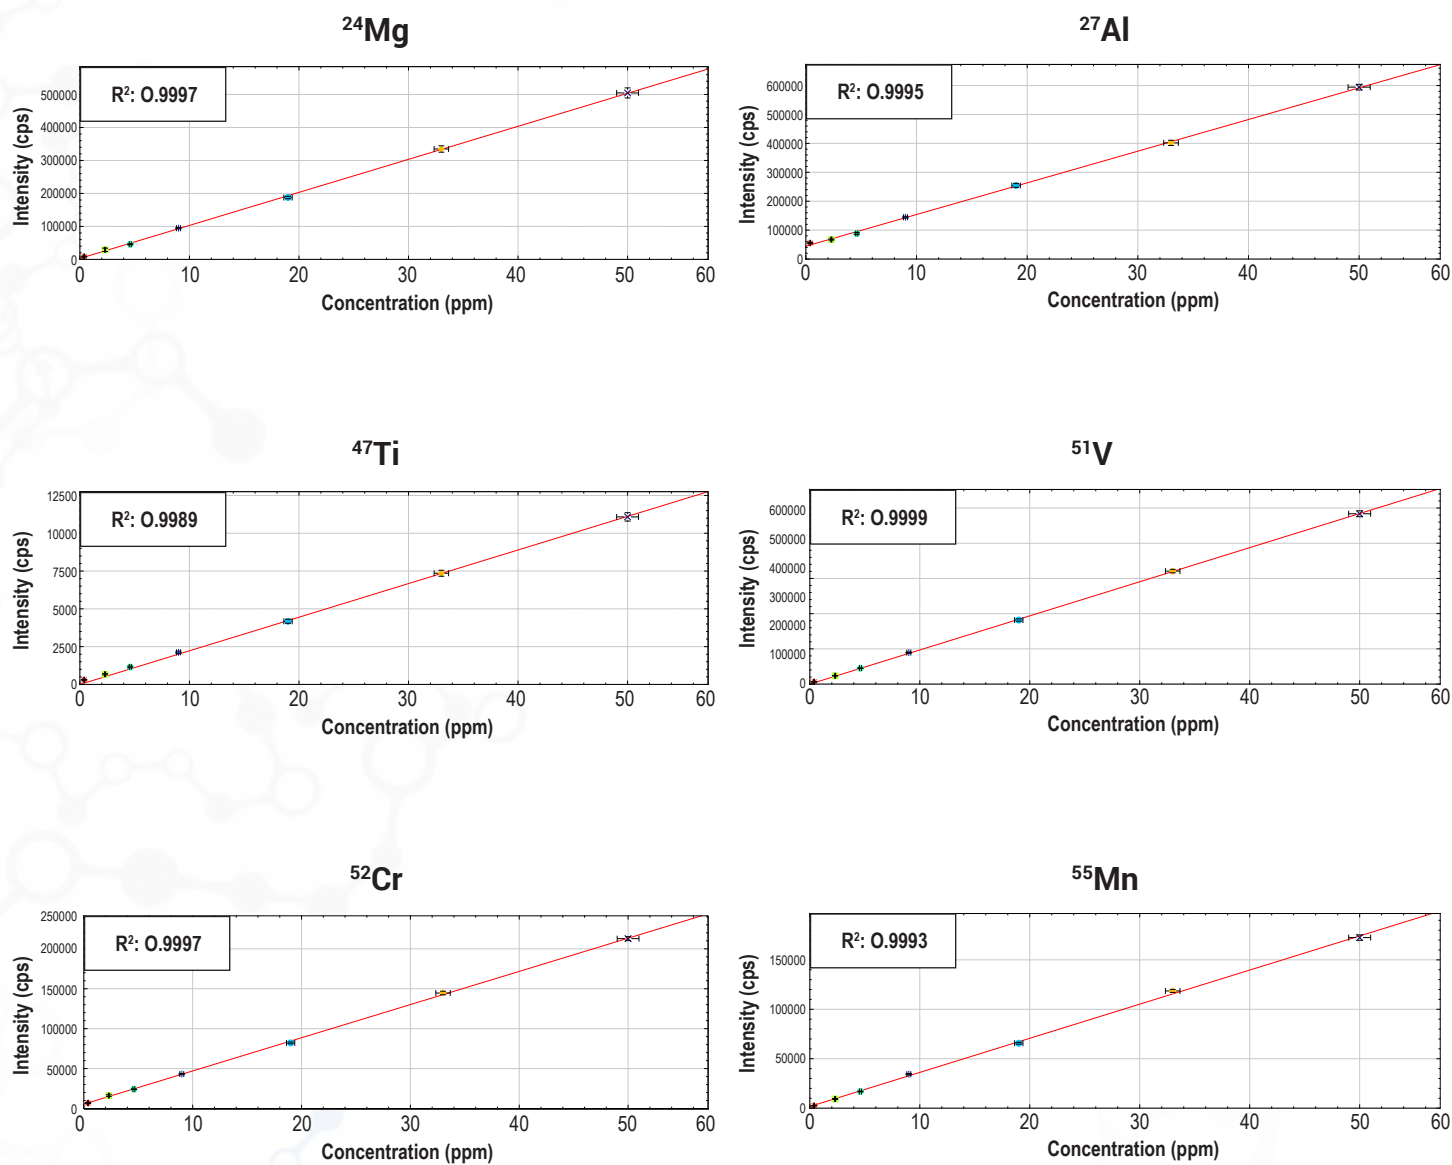 ²⁴Mg
R²: O.9997
Intensity (cps)
500000
400000
300000
200000
100000
0
0 10 20 30 40 50 60
Concentration (ppm)
²⁷Al
R²: O.9995
Intensity (cps)
600000
500000
400000
300000
200000
100000
0
0 10 20 30 40 50 60
Concentration (ppm)
⁴⁷Ti
R²: O.9989
Intensity (cps)
12500
10000
7500
5000
2500
0
0 10 20 30 40 50 60
Concentration (ppm)
⁵¹V
R²: O.9999
Intensity (cps)
600000
500000
400000
300000
200000
100000
0
0 10 20 30 40 50 60
Concentration (ppm)
⁵²Cr
R²: O.9997
Intensity (cps)
250000
200000
150000
100000
50000
0
0 10 20 30 40 50 60
Concentration (ppm)
⁵⁵Mn
R²: O.9993
Intensity (cps)
150000
100000
50000
0
0 10 20 30 40 50 60
Concentration (ppm)